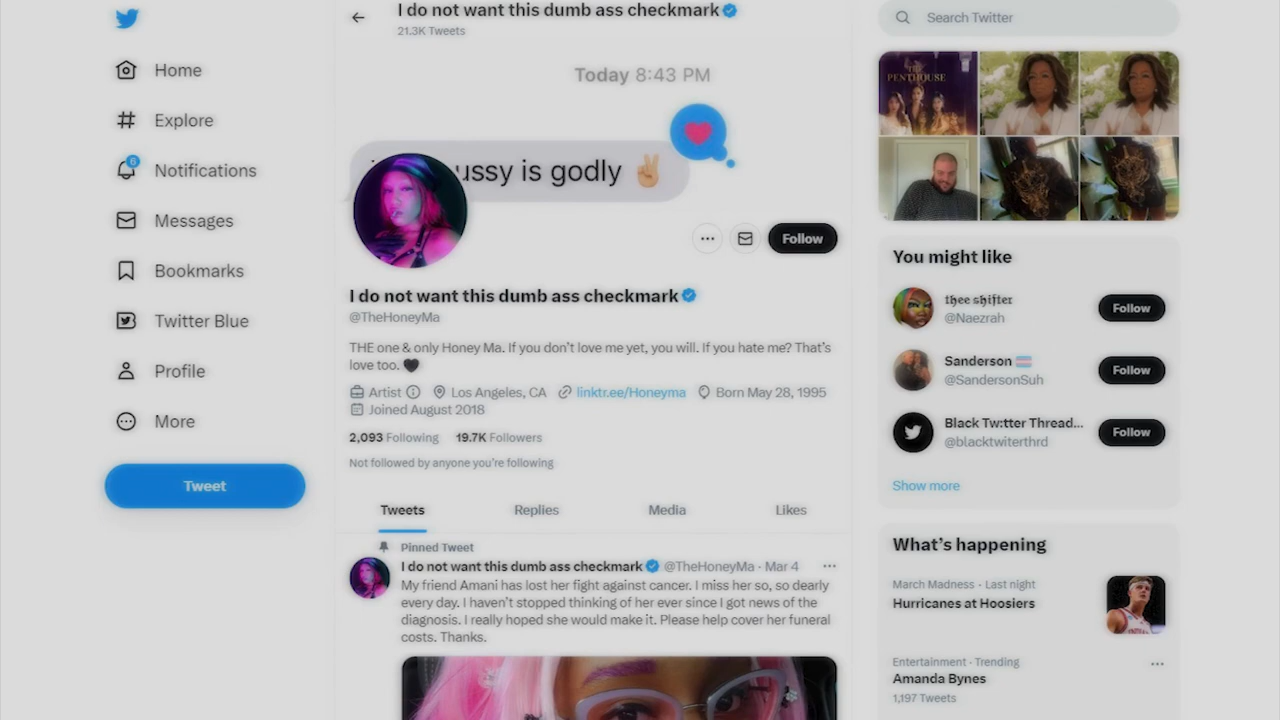 Home
Explore
6
Notifications
Messages
Bookmarks
Twitter Blue
Profile
More
Tweet
I do not want this dumb ass checkmark
21.3K Tweets
Today 8:43 PM
ussy is godly ✌🏼
Follow
I do not want this dumb ass checkmark
@TheHoneyMa
THE one & only Honey Ma. If you don't love me yet, you will. If you hate me? That's
love too. 🖤
Artist Los Angeles, CA linktr.ee/Honeyma Born May 28, 1995
Joined August 2018
2,093 Following 19.7K Followers
Not followed by anyone you're following
Tweets Replies Media Likes
Pinned Tweet
I do not want this dumb ass checkmark @TheHoneyMa · Mar 4
My friend Amani has lost her fight against cancer. I miss her so, so dearly
every day. I haven't stopped thinking of her ever since I got news of the
diagnosis. I really hoped she would make it. Please help cover her funeral
costs. Thanks.
Search Twitter
THE
PENTHOUSE
You might like
𝖙𝖍𝖊𝖊 𝖘𝖍𝖎𝖋𝖙𝖊𝖗
@Naezrah
Follow
Sanderson 🏳️‍⚧️
@SandersonSuh
Follow
Black Tw:tter Thread...
@blacktwiterthrd
Follow
Show more
What's happening
March Madness · Last night
Hurricanes at Hoosiers
Entertainment · Trending
Amanda Bynes
1,197 Tweets